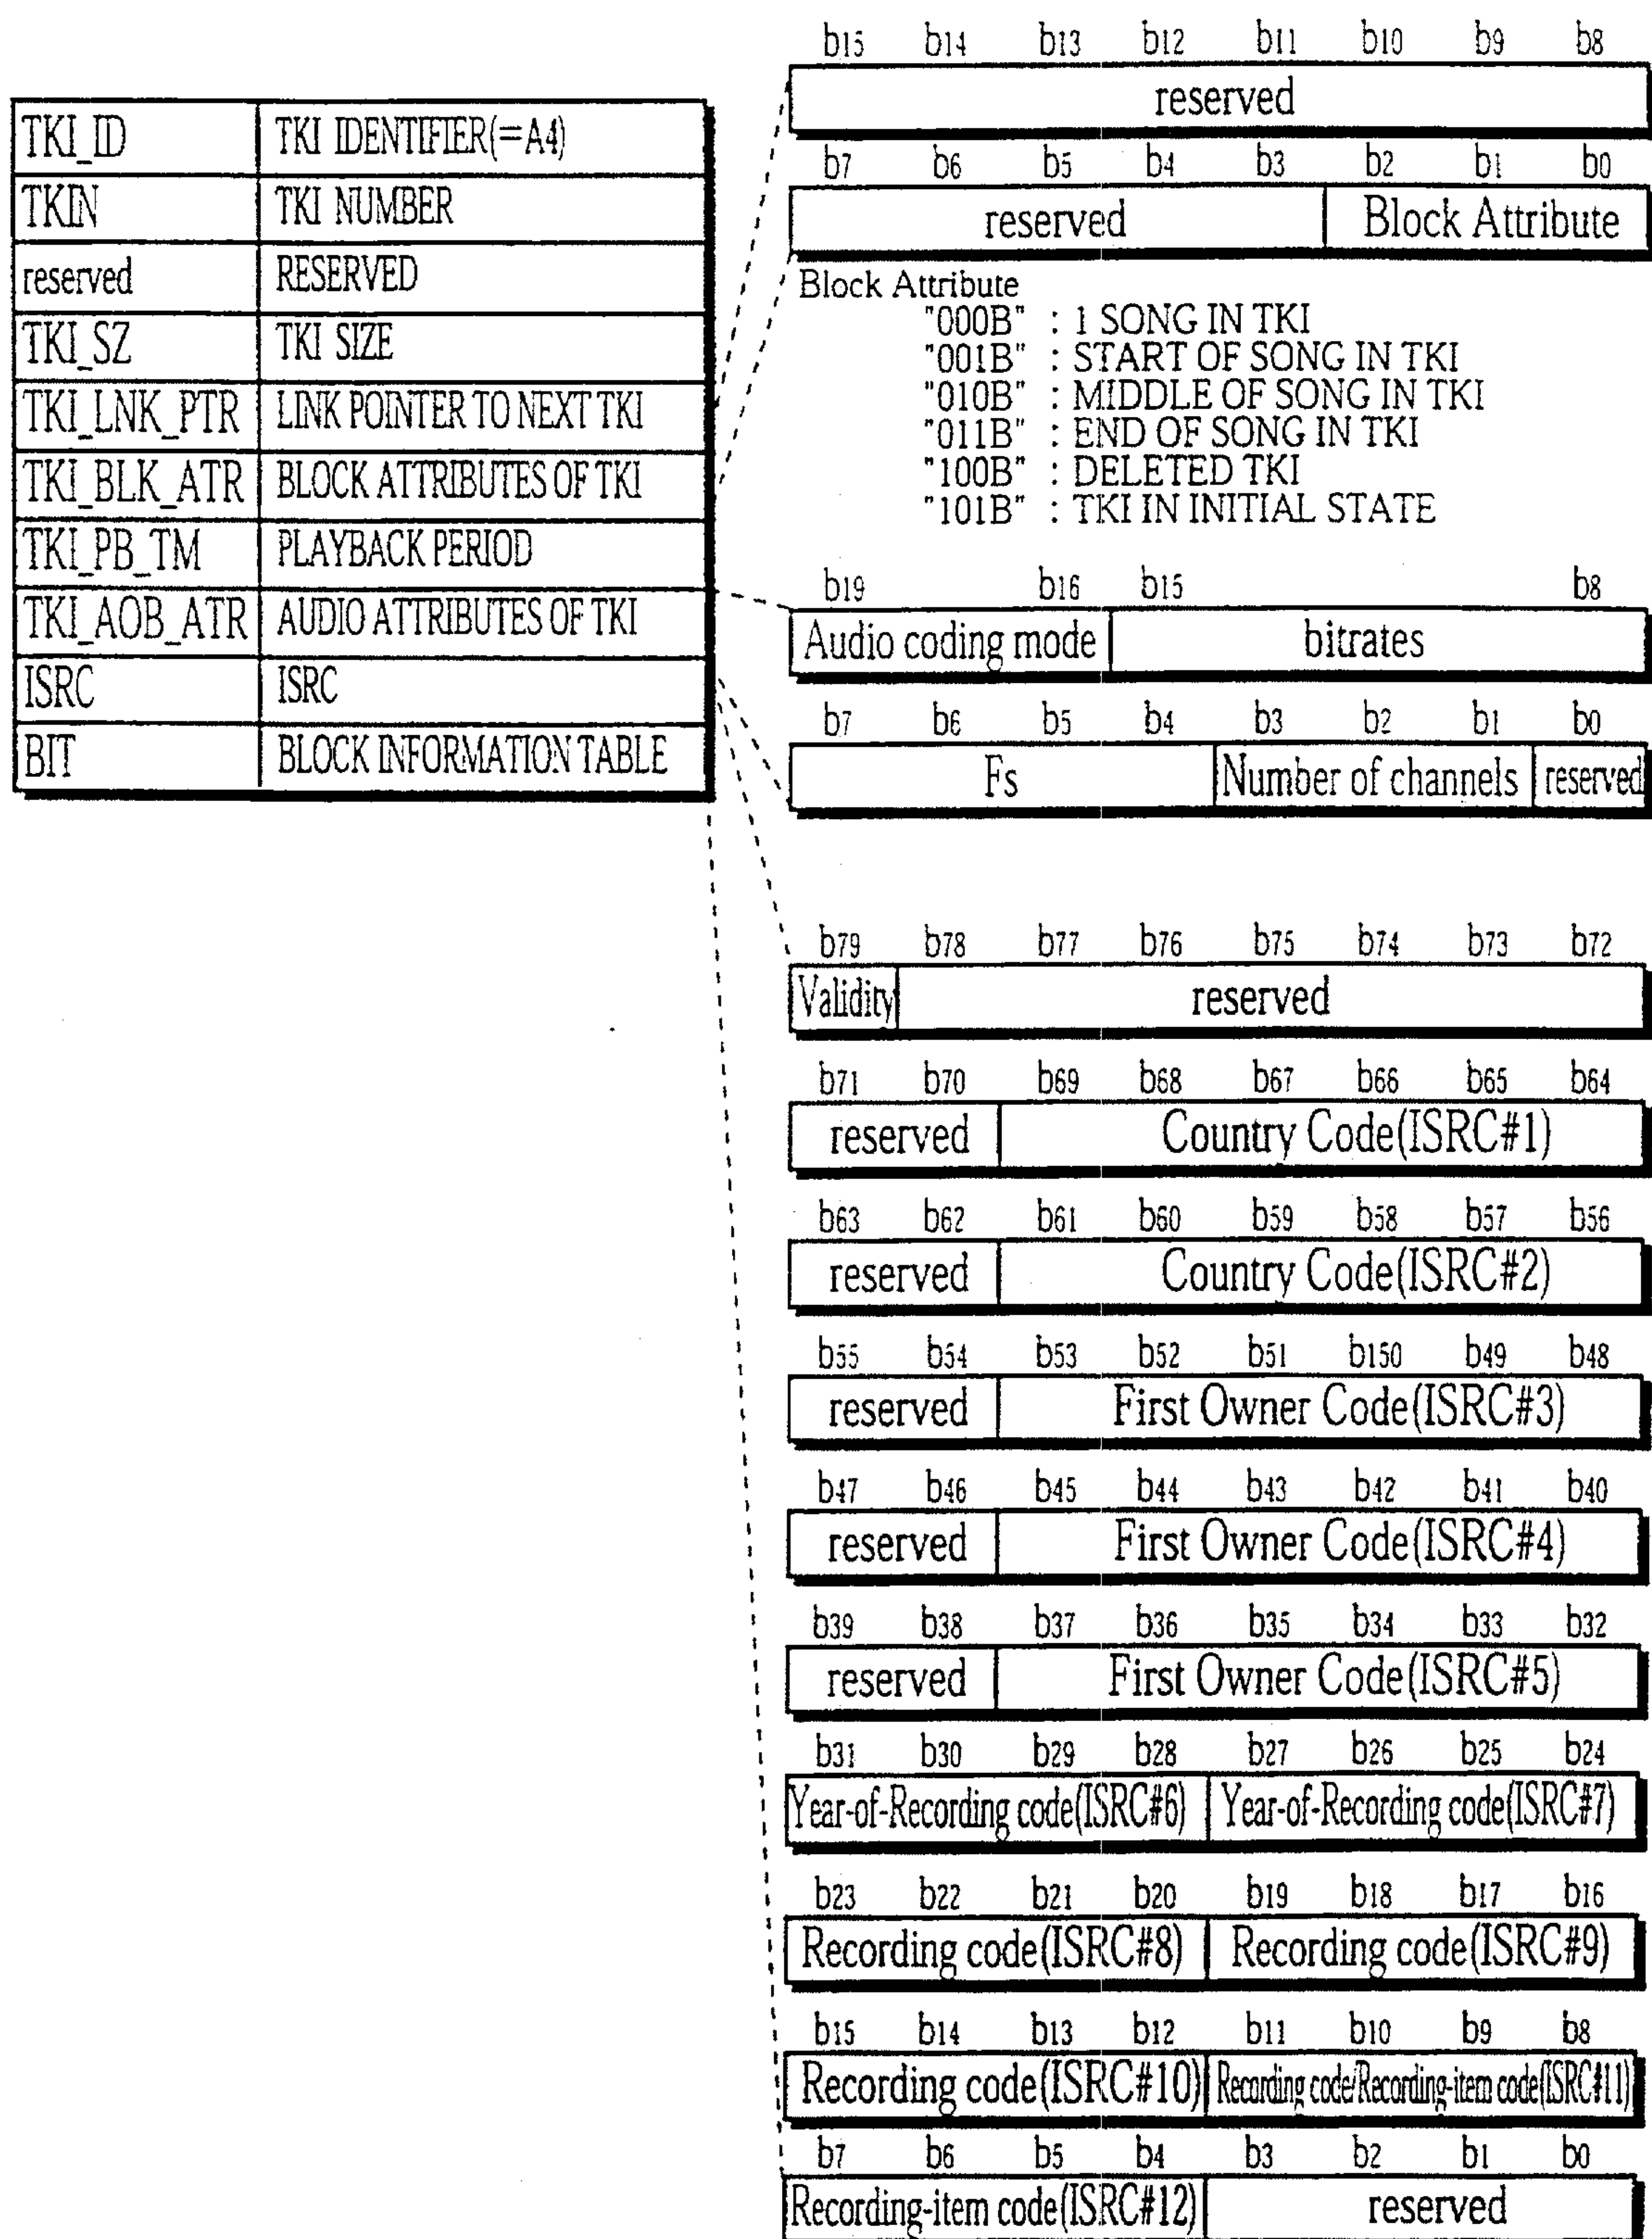 TKI_ID TKI IDENTIFIER(=A4)
TKIN TKI NUMBER
reserved RESERVED
TKI_SZ TKI SIZE
TKI_LNK_PTR LINK POINTER TO NEXT TKI
TKI_BLK_ATR BLOCK ATTRIBUTES OF TKI
TKI_PB_TM PLAYBACK PERIOD
TKI_AOB_ATR AUDIO ATTRIBUTES OF TKI
ISRC ISRC
BIT BLOCK INFORMATION TABLE
b15 b14 b13 b12 b11 b10 b9 b8
reserved
b7 b6 b5 b4 b3 b2 b1 b0
reserved Block Attribute
Block Attribute
"000B" : 1 SONG IN TKI
"001B" : START OF SONG IN TKI
"010B" : MIDDLE OF SONG IN TKI
"011B" : END OF SONG IN TKI
"100B" : DELETED TKI
"101B" : TKI IN INITIAL STATE
b19 b16 b15 b8
Audio coding mode bitrates
b7 b6 b5 b4 b3 b2 b1 b0
Fs Number of channels reserved
b79 b78 b77 b76 b75 b74 b73 b72
Validity reserved
b71 b70 b69 b68 b67 b66 b65 b64
reserved Country Code(ISRC#1)
b63 b62 b61 b60 b59 b58 b57 b56
reserved Country Code(ISRC#2)
b55 b54 b53 b52 b51 b150 b49 b48
reserved First Owner Code(ISRC#3)
b47 b46 b45 b44 b43 b42 b41 b40
reserved First Owner Code(ISRC#4)
b39 b38 b37 b36 b35 b34 b33 b32
reserved First Owner Code(ISRC#5)
b31 b30 b29 b28 b27 b26 b25 b24
Year-of-Recording code(ISRC#6) Year-of-Recording code(ISRC#7)
b23 b22 b21 b20 b19 b18 b17 b16
Recording code(ISRC#8) Recording code(ISRC#9)
b15 b14 b13 b12 b11 b10 b9 b8
Recording code(ISRC#10) Recording code/Recording-item code(ISRC#11)
b7 b6 b5 b4 b3 b2 b1 b0
Recording-item code(ISRC#12) reserved